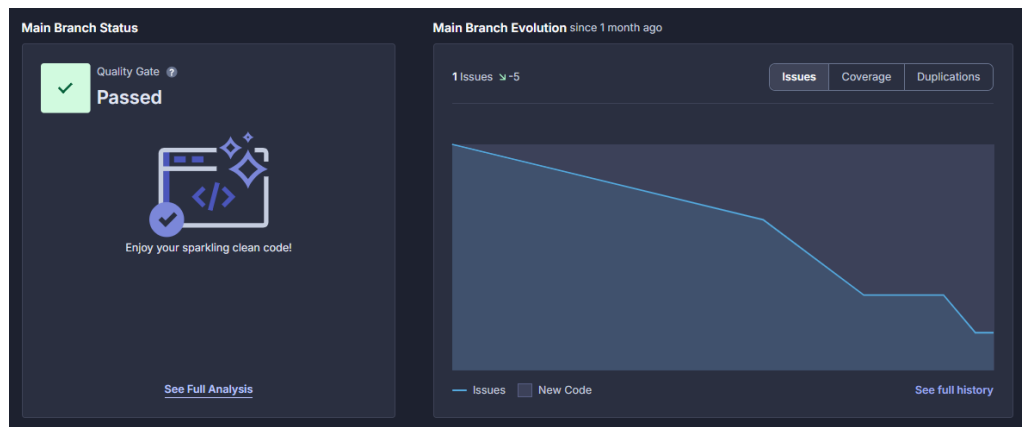 Main Branch Status
Quality Gate ?
Passed
</>
Enjoy your sparkling clean code!
See Full Analysis
Main Branch Evolution since 1 month ago
1 Issues ↘ -5
Issues Coverage Duplications
Issues New Code
See full history